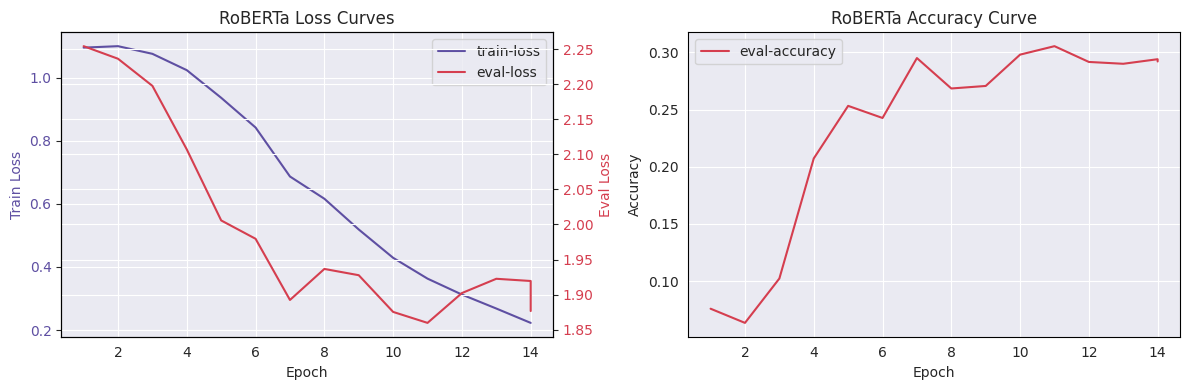 RoBERTa Loss Curves
train-loss
eval-loss
Train Loss
1.0
0.8
0.6
0.4
0.2
2.25
2.20
2.15
2.10
2.05
2.00
1.95
1.90
1.85
Eval Loss
2 4 6 8 10 12 14
Epoch
RoBERTa Accuracy Curve
eval-accuracy
Accuracy
0.30
0.25
0.20
0.15
0.10
2 4 6 8 10 12 14
Epoch